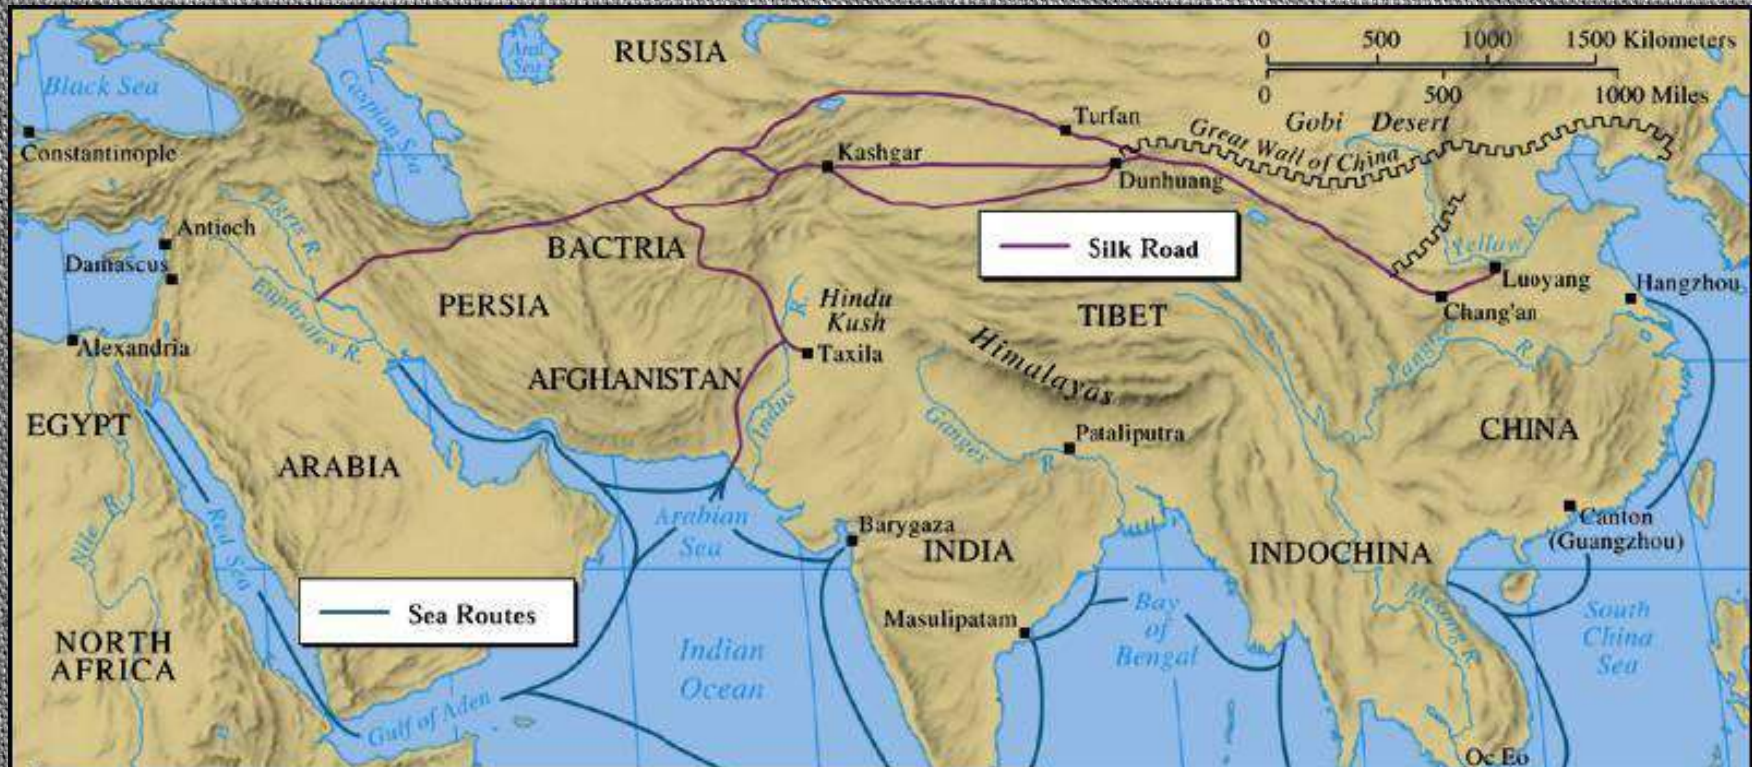 RUSSIA
Aral
Sea
0 500 1000 1500 Kilometers
0 500 1000 Miles
Black Sea
Caspian Sea
Turfan
Gobi Desert
Great Wall of China
Constantinople
Kashgar
Dunhuang
Tigris R.
Antioch
BACTRIA
Silk Road
Yellow R.
Damascus
Luoyang
Hangzhou
Euphrates R.
PERSIA
R.
Hindu
Kush
TIBET
Chang'an
Alexandria
Taxila
Himalayas
Yangtze R.
AFGHANISTAN
EGYPT
Indus
Ganges R.
Pataliputra
CHINA
ARABIA
Nile R.
Red Sea
Arabian
Sea
Barygaza
INDIA
INDOCHINA
Canton
(Guangzhou)
Sea Routes
Masulipatam
Bay
of
Bengal
Mekong R.
South
China
Sea
NORTH
AFRICA
Indian
Ocean
Gulf of Aden
Oc Eo